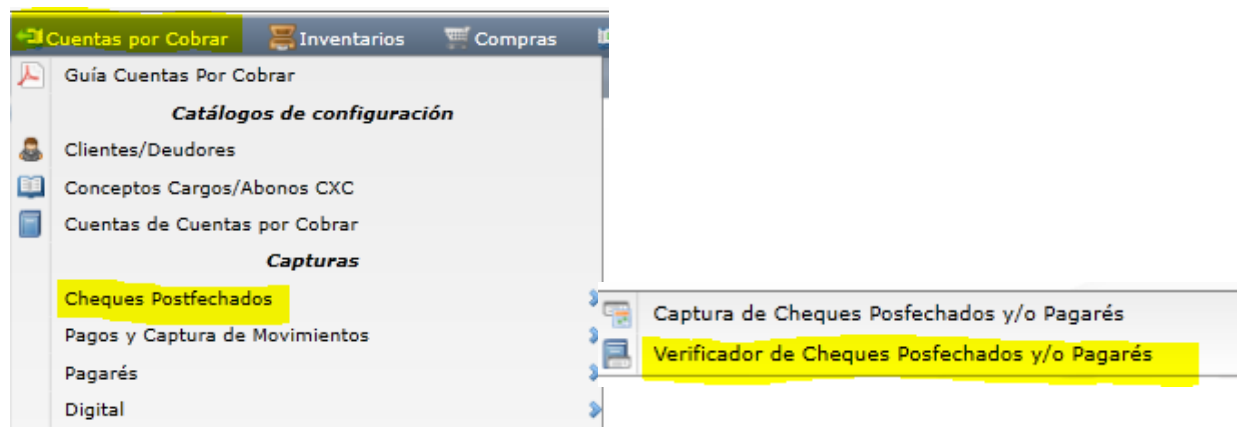 Cuentas por Cobrar Inventarios Compras
Guía Cuentas Por Cobrar
Catálogos de configuración
Clientes/Deudores
Conceptos Cargos/Abonos CXC
Cuentas de Cuentas por Cobrar
Capturas
Cheques Postfechados
Captura de Cheques Posfechados y/o Pagarés
Pagos y Captura de Movimientos
Verificador de Cheques Posfechados y/o Pagarés
Pagarés
Digital